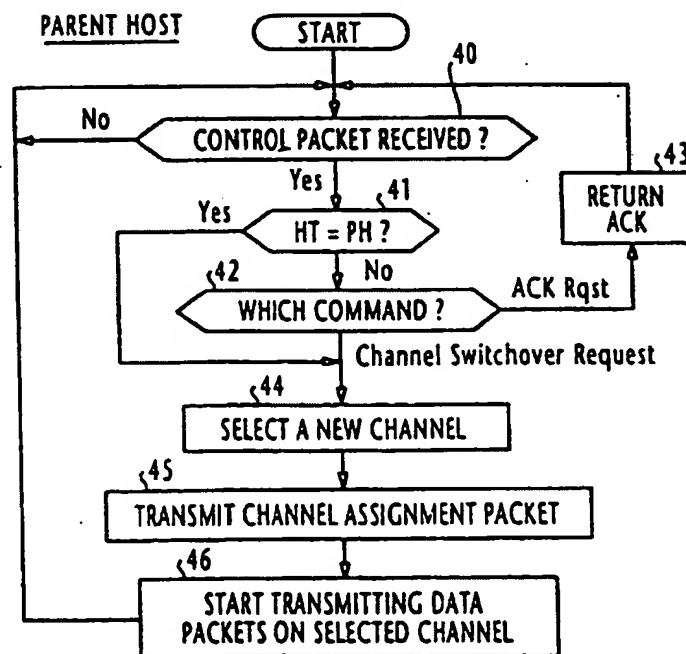 PARENT HOST
START
40
No
CONTROL PACKET RECEIVED ?
43
Yes
41
RETURN
ACK
Yes
HT = PH ?
42
No
ACK Rqst
WHICH COMMAND ?
Channel Switchover Request
44
SELECT A NEW CHANNEL
45
TRANSMIT CHANNEL ASSIGNMENT PACKET
46
START TRANSMITTING DATA
PACKETS ON SELECTED CHANNEL